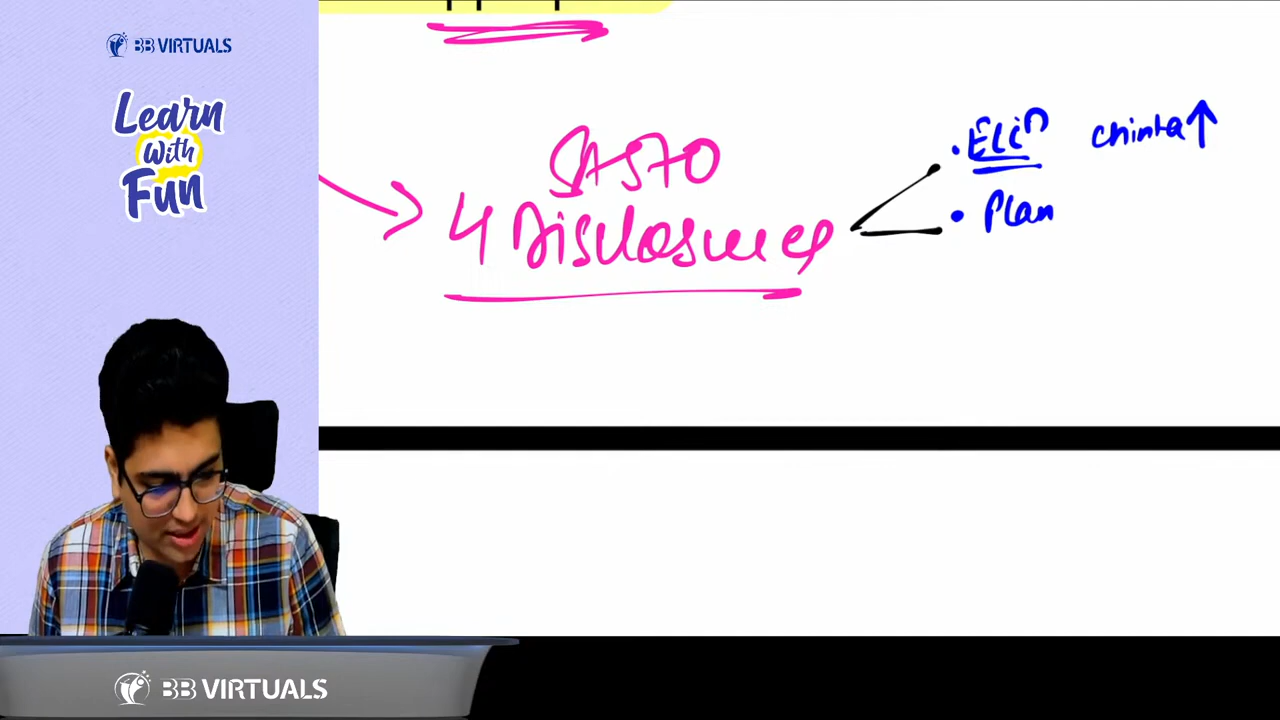 BB VIRTUALS
Learn
With
Fun
SA570
4 Disclosures
• Eliⁿ chinta↑
• Plan
BB VIRTUALS